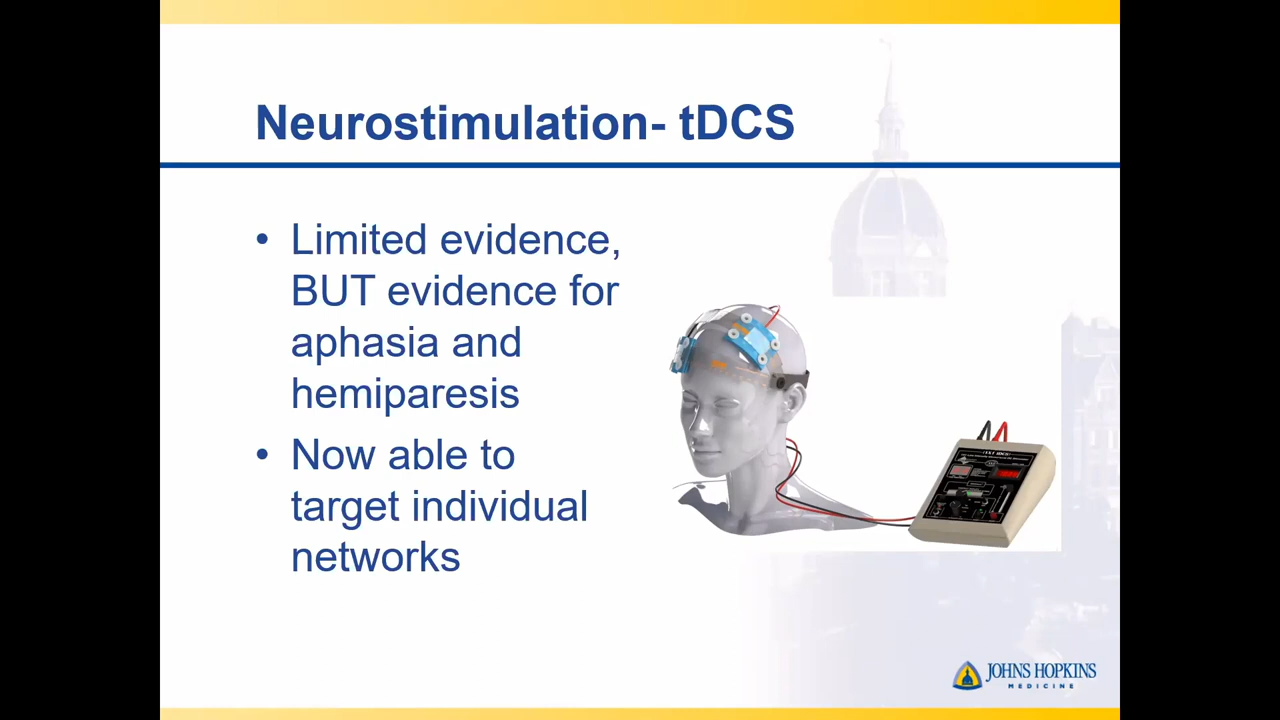 Neurostimulation- tDCS
• Limited evidence,
BUT evidence for
aphasia and
hemiparesis
• Now able to
target individual
networks
JOHNS HOPKINS
MEDICINE